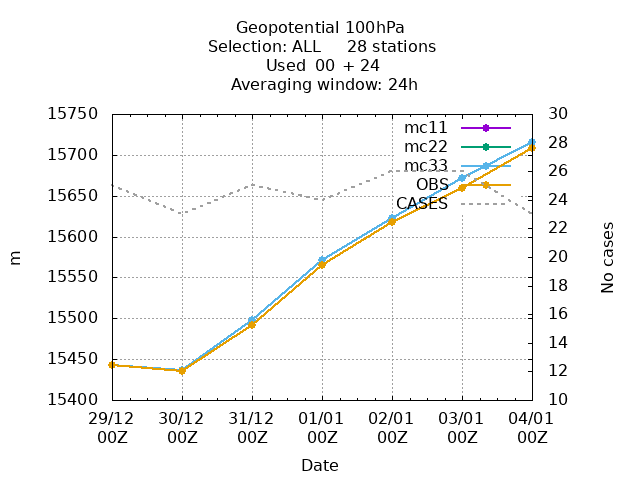 Geopotential 100hPa
Selection: ALL 28 stations
Used 00 + 24
Averaging window: 24h
15750
15700
15650
15600
15550
15500
15450
15400
m
30
28
26
24
22
20
18
16
14
12
10
No cases
mc11
mc22
mc33
OBS
CASES
29/12 30/12 31/12 01/01 02/01 03/01 04/01
00Z 00Z 00Z 00Z 00Z 00Z 00Z
Date